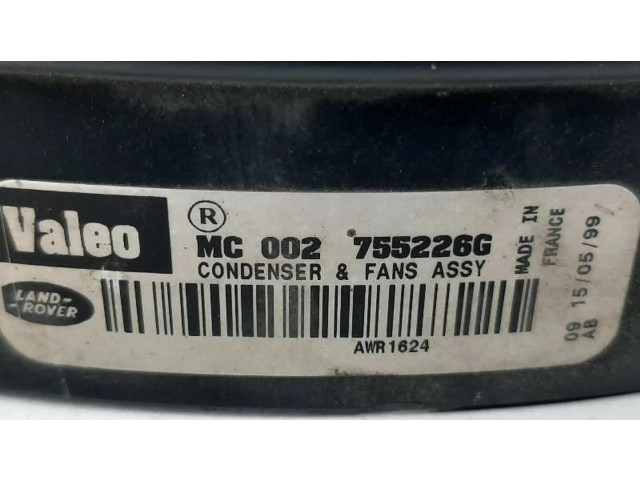 Valeo ®
MC 002 755226G
CONDENSER & FANS ASSY
LAND-
ROVER
AWR1624
MADE IN
FRANCE
09 15/05/99
AB